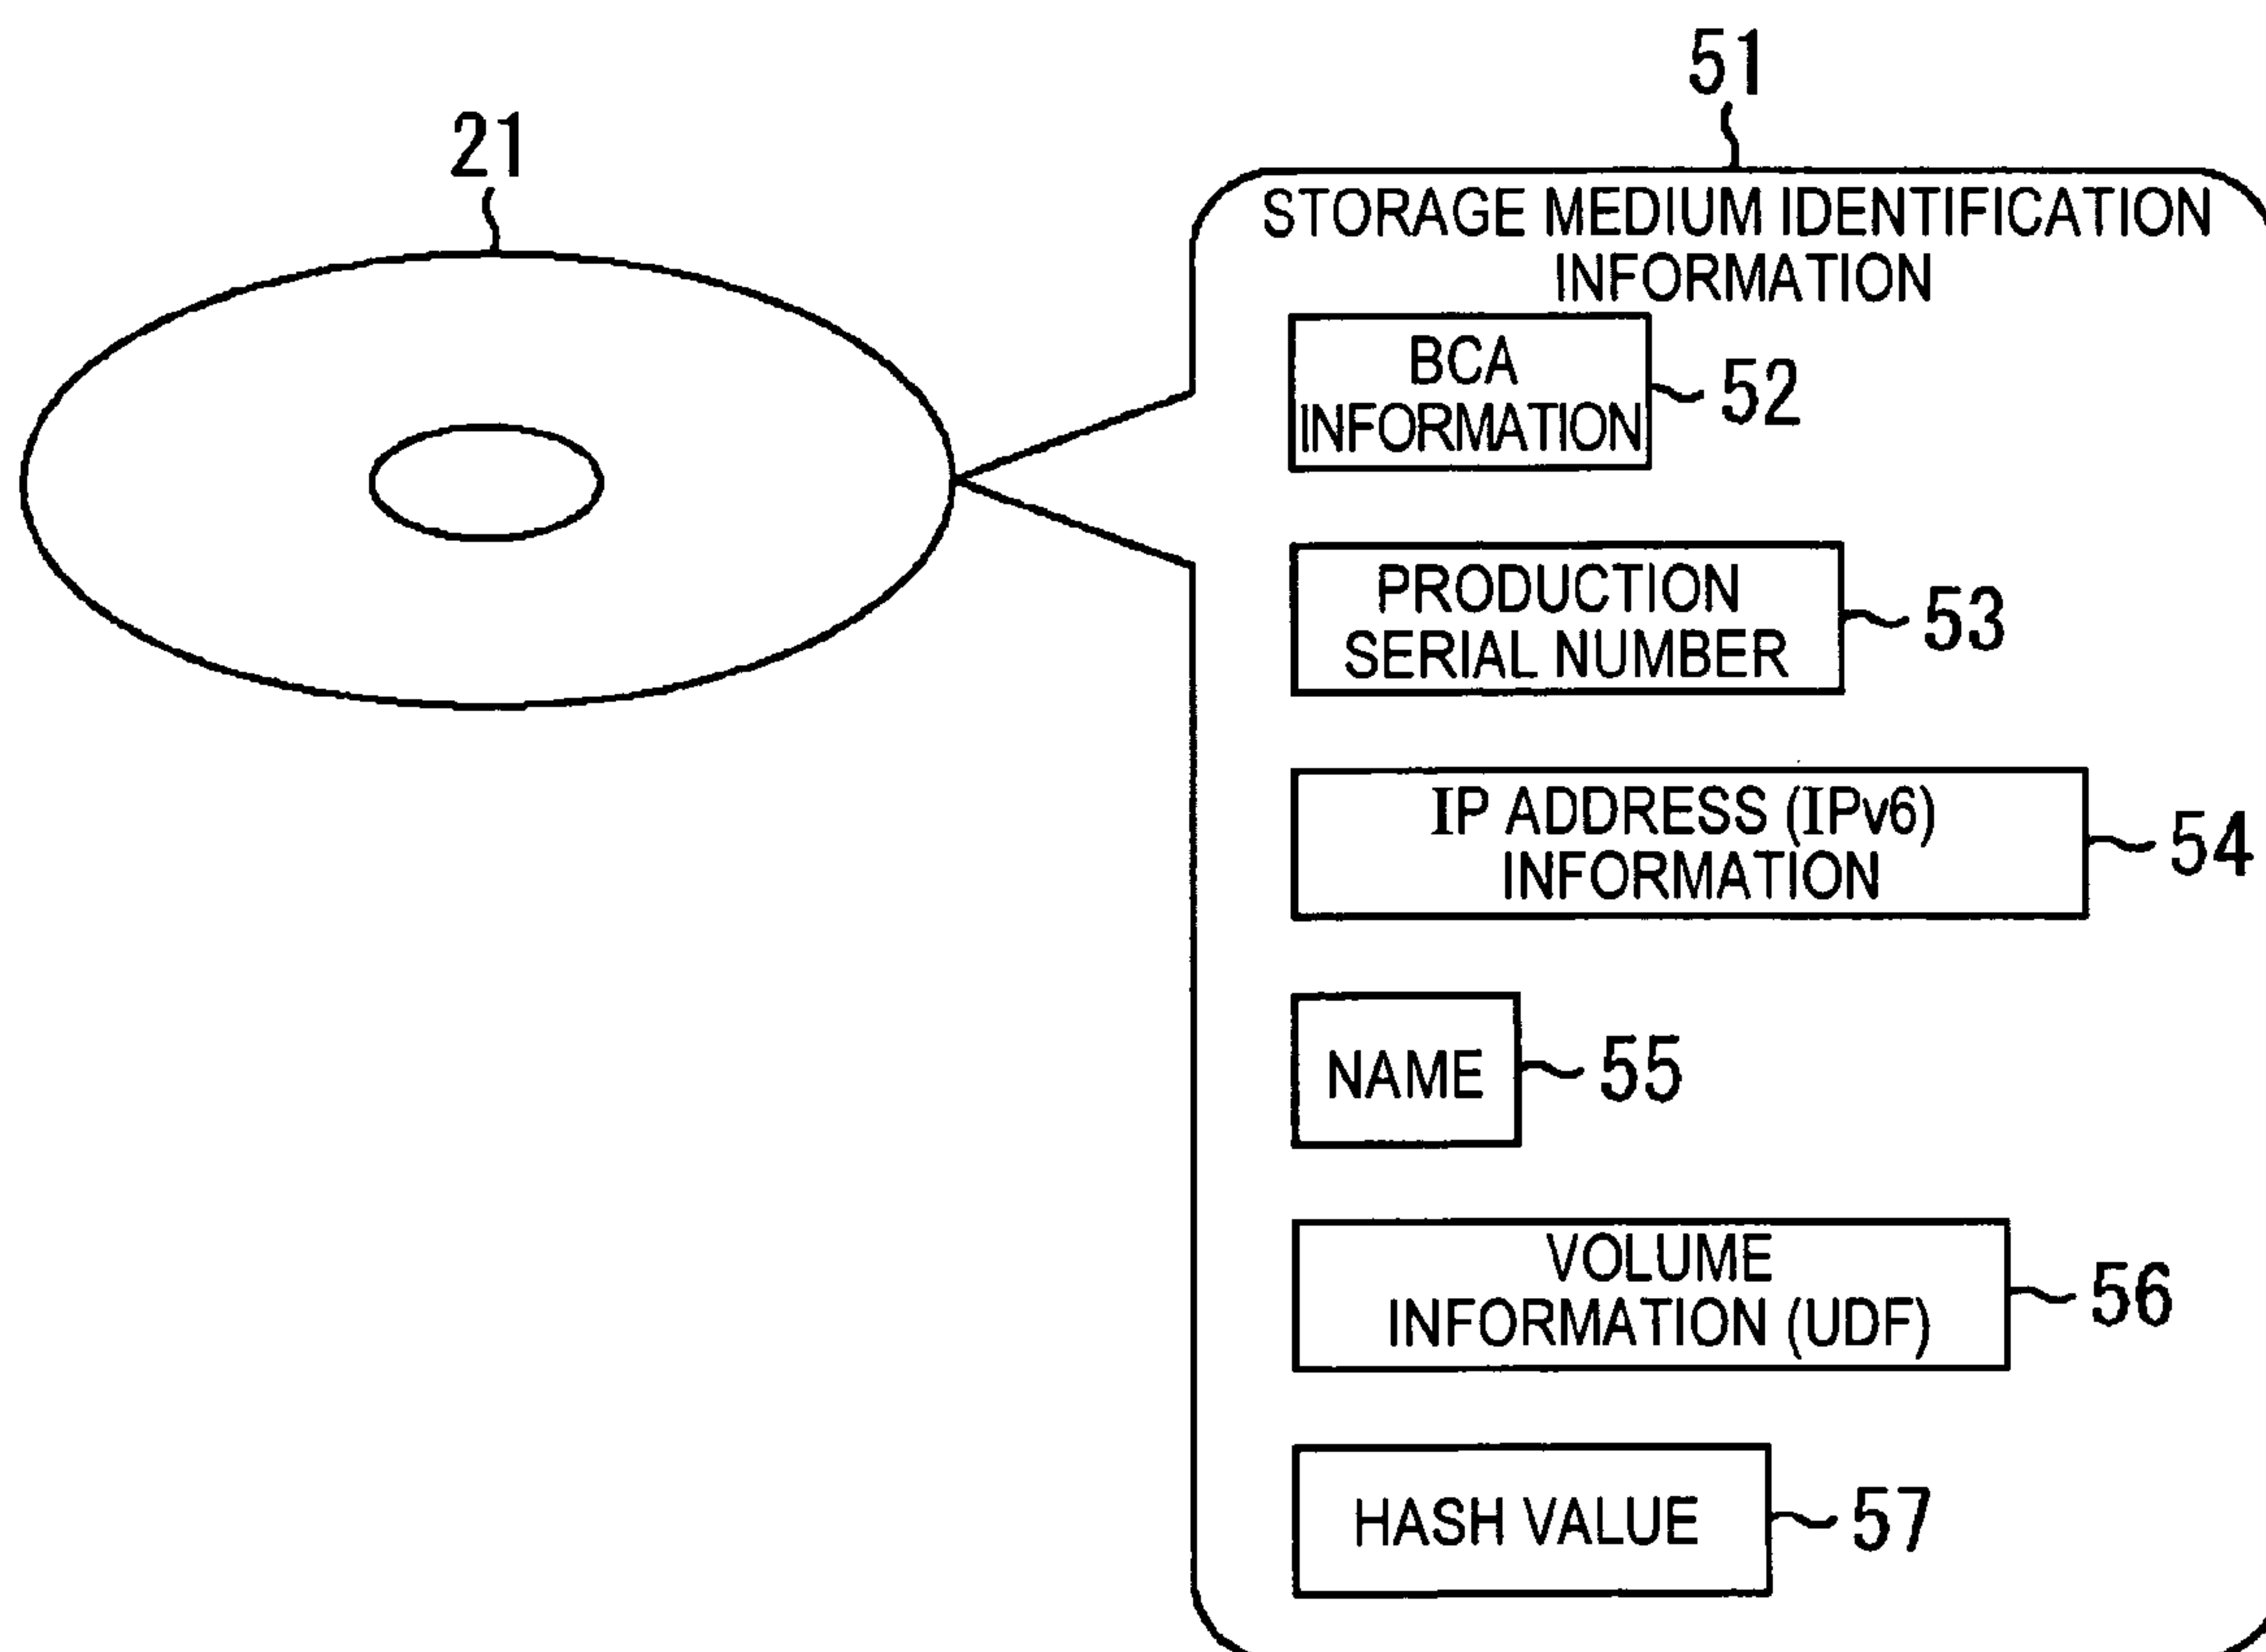 51
21
STORAGE MEDIUM IDENTIFICATION
INFORMATION
BCA
INFORMATION
52
PRODUCTION
SERIAL NUMBER
53
IP ADDRESS (IPv6)
INFORMATION
54
NAME
55
VOLUME
INFORMATION (UDF)
56
HASH VALUE
57